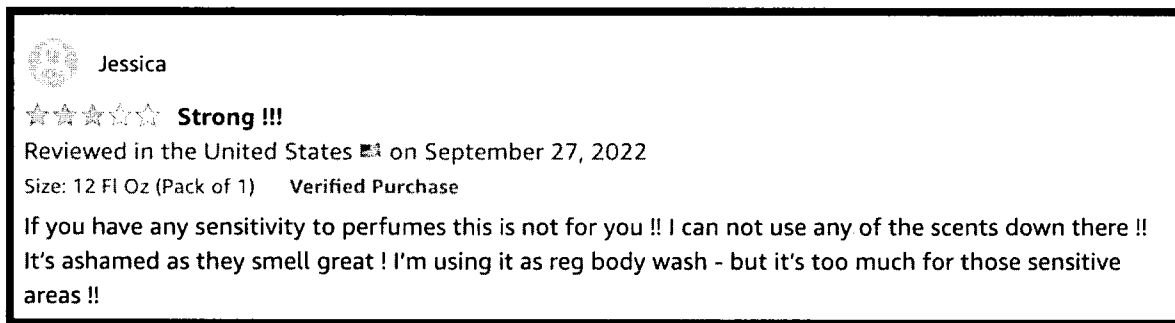 Jessica
Strong !!!
Reviewed in the United States on September 27, 2022
Size: 12 Fl Oz (Pack of 1) Verified Purchase
If you have any sensitivity to perfumes this is not for you !! I can not use any of the scents down there !!
It's ashamed as they smell great ! I'm using it as reg body wash - but it's too much for those sensitive
areas !!